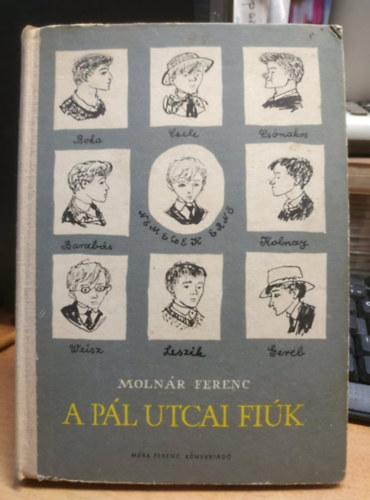 Boka Csele Csónakos
Barabás NEMECSEK ERNŐ Kolnay
Weisz Leszik Geréb
MOLNÁR FERENC
A PÁL UTCAI FIÚK
MÓRA FERENC KÖNYVKIADÓ